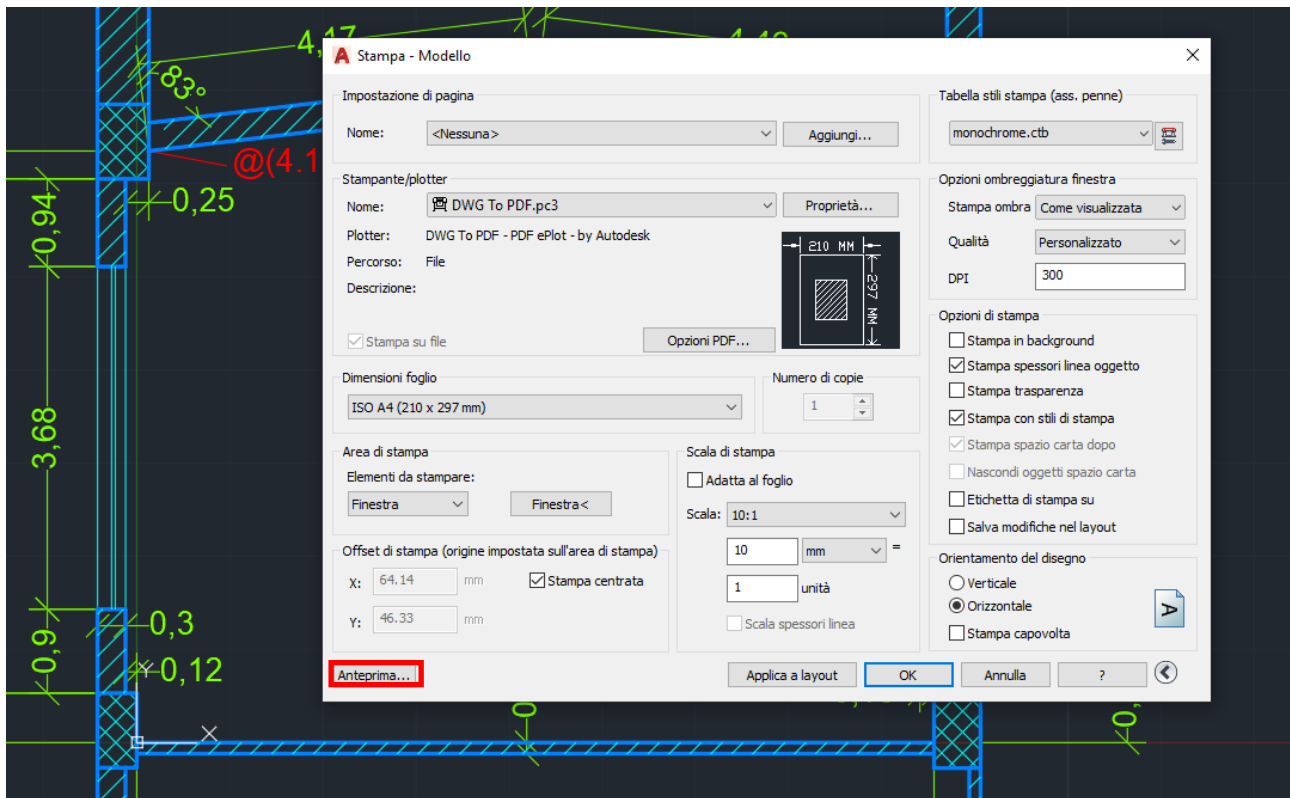 4,17
83°
@(4.1
0,94
0,25
3,68
0,9
0,3
0,12
Y
X
Stampa - Modello
Impostazione di pagina
Nome: <Nessuna> Aggiungi...
Stampante/plotter
Nome: DWG To PDF.pc3 Proprietà...
Plotter: DWG To PDF - PDF ePlot - by Autodesk
Percorso: File
Descrizione:
210 MM
297 MM
Stampa su file Opzioni PDF...
Dimensioni foglio
ISO A4 (210 x 297 mm)
Numero di copie
1
Area di stampa
Elementi da stampare:
Finestra Finestra<
Offset di stampa (origine impostata sull'area di stampa)
X: 64.14 mm Stampa centrata
Y: 46.33 mm
Scala di stampa
Adatta al foglio
Scala: 10:1
10 mm =
1 unità
Scala spessori linea
Tabella stili stampa (ass. penne)
monochrome.ctb
Opzioni ombreggiatura finestra
Stampa ombra Come visualizzata
Qualità Personalizzato
DPI 300
Opzioni di stampa
Stampa in background
Stampa spessori linea oggetto
Stampa trasparenza
Stampa con stili di stampa
Stampa spazio carta dopo
Nascondi oggetti spazio carta
Etichetta di stampa su
Salva modifiche nel layout
Orientamento del disegno
Verticale
Orizzontale
Stampa capovolta
A
Anteprima... Applica a layout OK Annulla ?